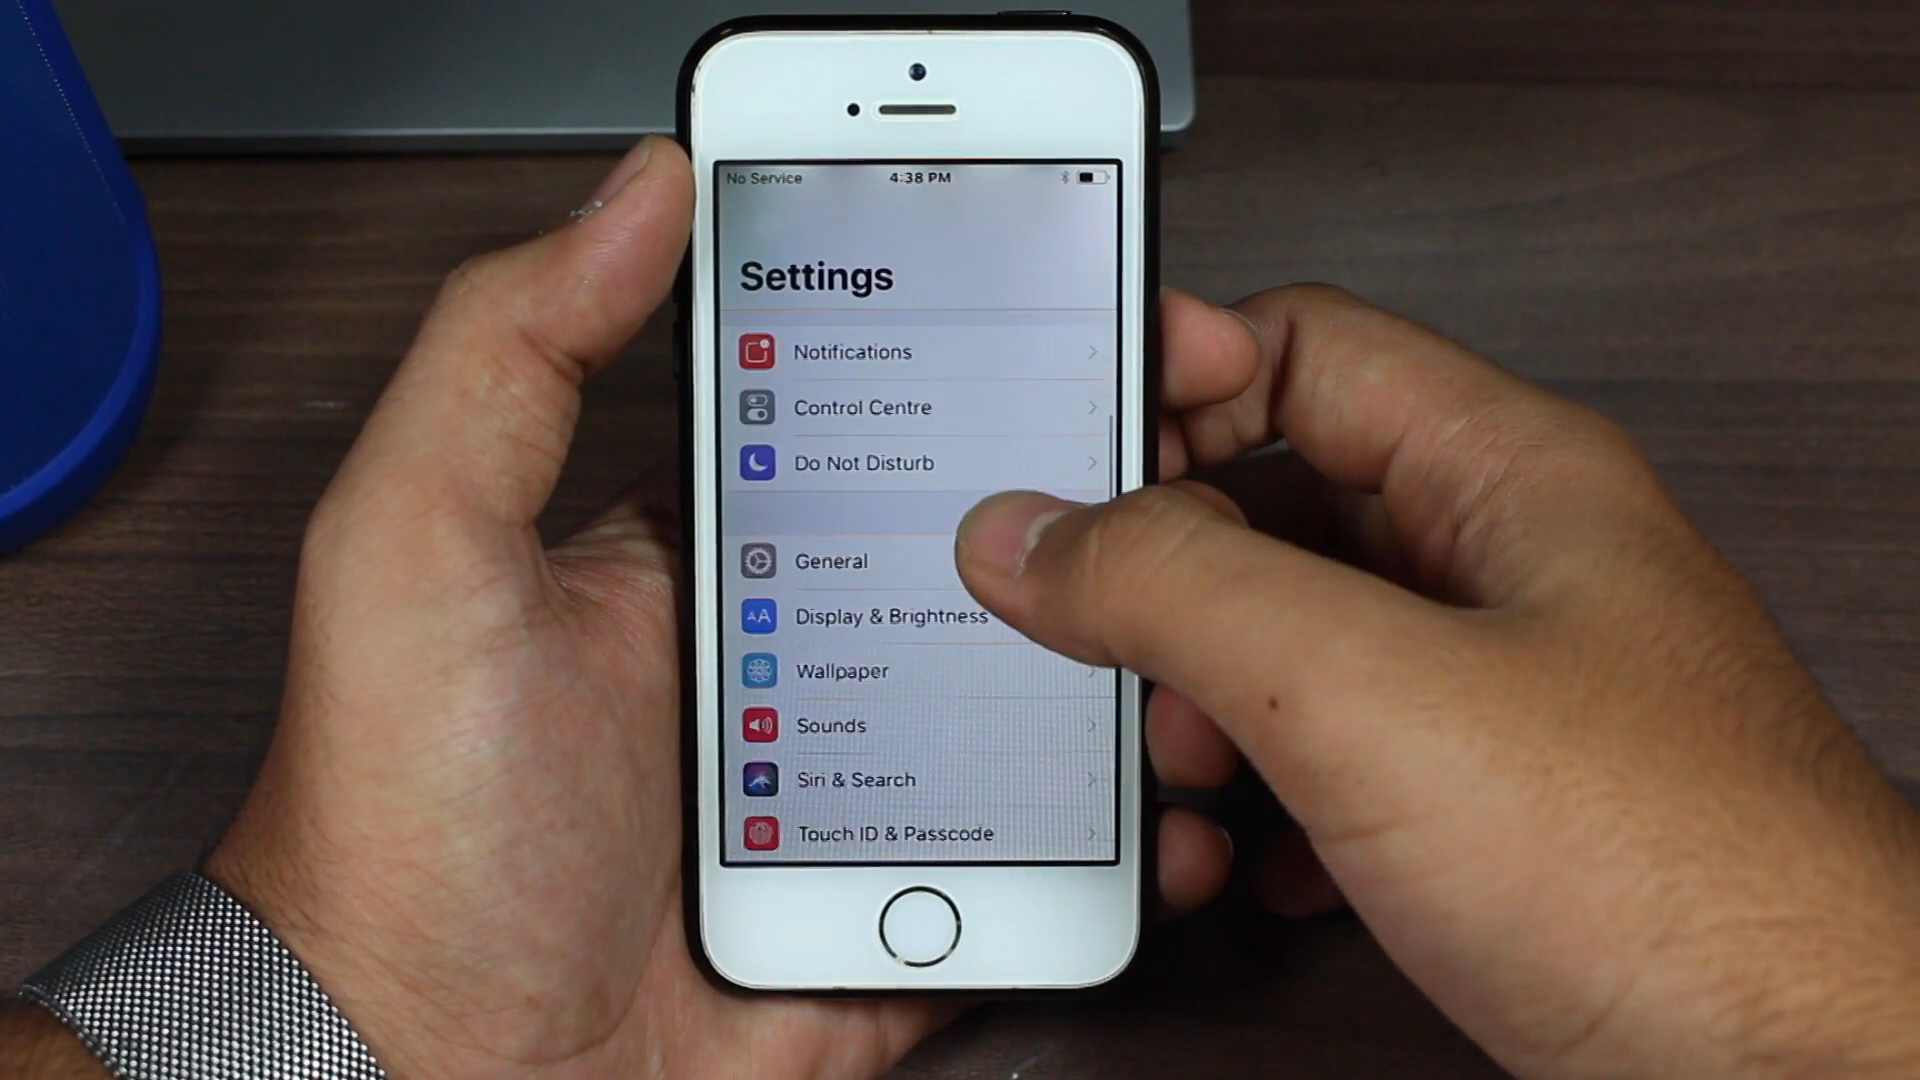 No Service 4:38 PM
Settings
Notifications
Control Centre
Do Not Disturb
General
Display & Brightness
AA
Wallpaper
Sounds
Siri & Search
Touch ID & Passcode